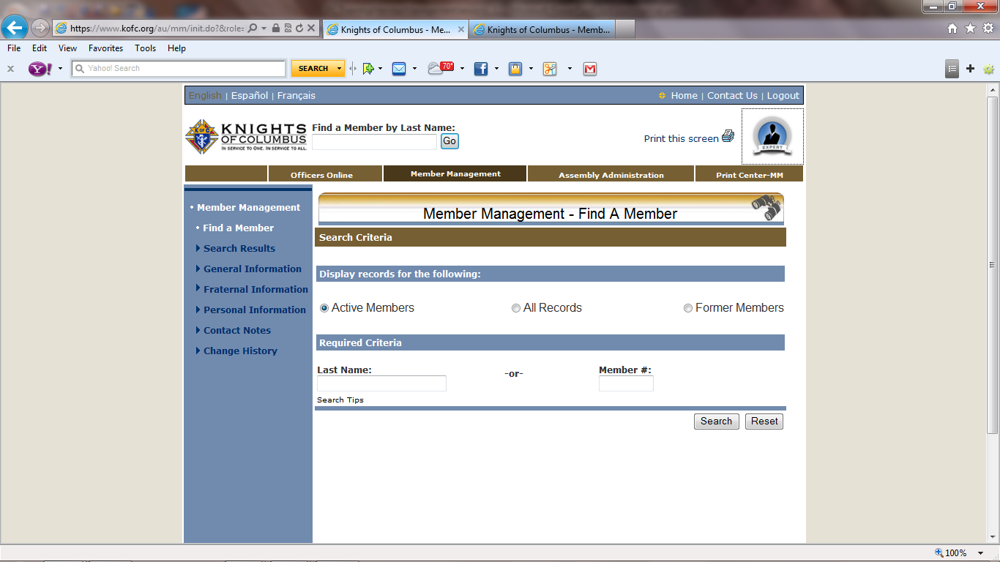 https://www.kofc.org/au/mm/init.do?&role=
Knights of Columbus - Me...
Knights of Columbus - Memb...
File Edit View Favorites Tools Help
x Y! Yahoo! Search SEARCH 70°
English | Español | Français
Home | Contact Us | Logout
K of C
KNIGHTS
OF COLUMBUS
IN SERVICE TO ONE. IN SERVICE TO ALL.
Find a Member by Last Name:
Go
Print this screen
EXPERT
Officers Online Member Management Assembly Administration Print Center-MM
Member Management
Find a Member
Search Results
General Information
Fraternal Information
Personal Information
Contact Notes
Change History
Member Management - Find A Member
Search Criteria
Display records for the following:
Active Members All Records Former Members
Required Criteria
Last Name: -or- Member #:
Search Tips
Search Reset
100%